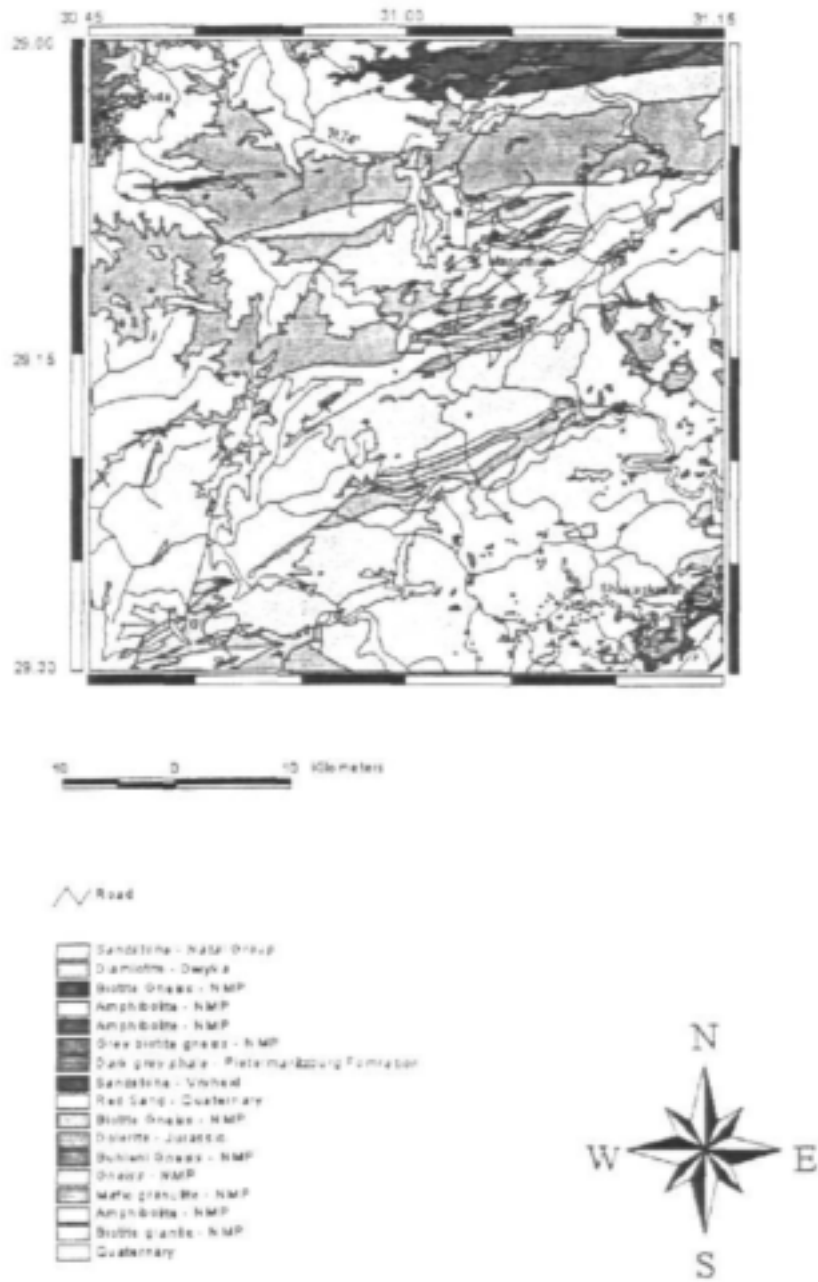 30.45 31.00 31.15
29.00
29.15
29.30
10 0 10 Kilometers
Road
Sandstone - Natal Group
Diamictite - Dwyka
Biotite Gneiss - NMP
Amphibolite - NMP
Amphibolite - NMP
Grey biotite gneiss - NMP
Dark grey shale - Pietermaritzburg Formation
Sandstone - Vryheid
Red Sand - Quaternary
Biotite Gneiss - NMP
Dolerite - Jurassic
Buhleni Gneiss - NMP
Gneiss - NMP
Mafic granulite - NMP
Amphibolite - NMP
Biotite granite - NMP
Quaternary
N
W E
S